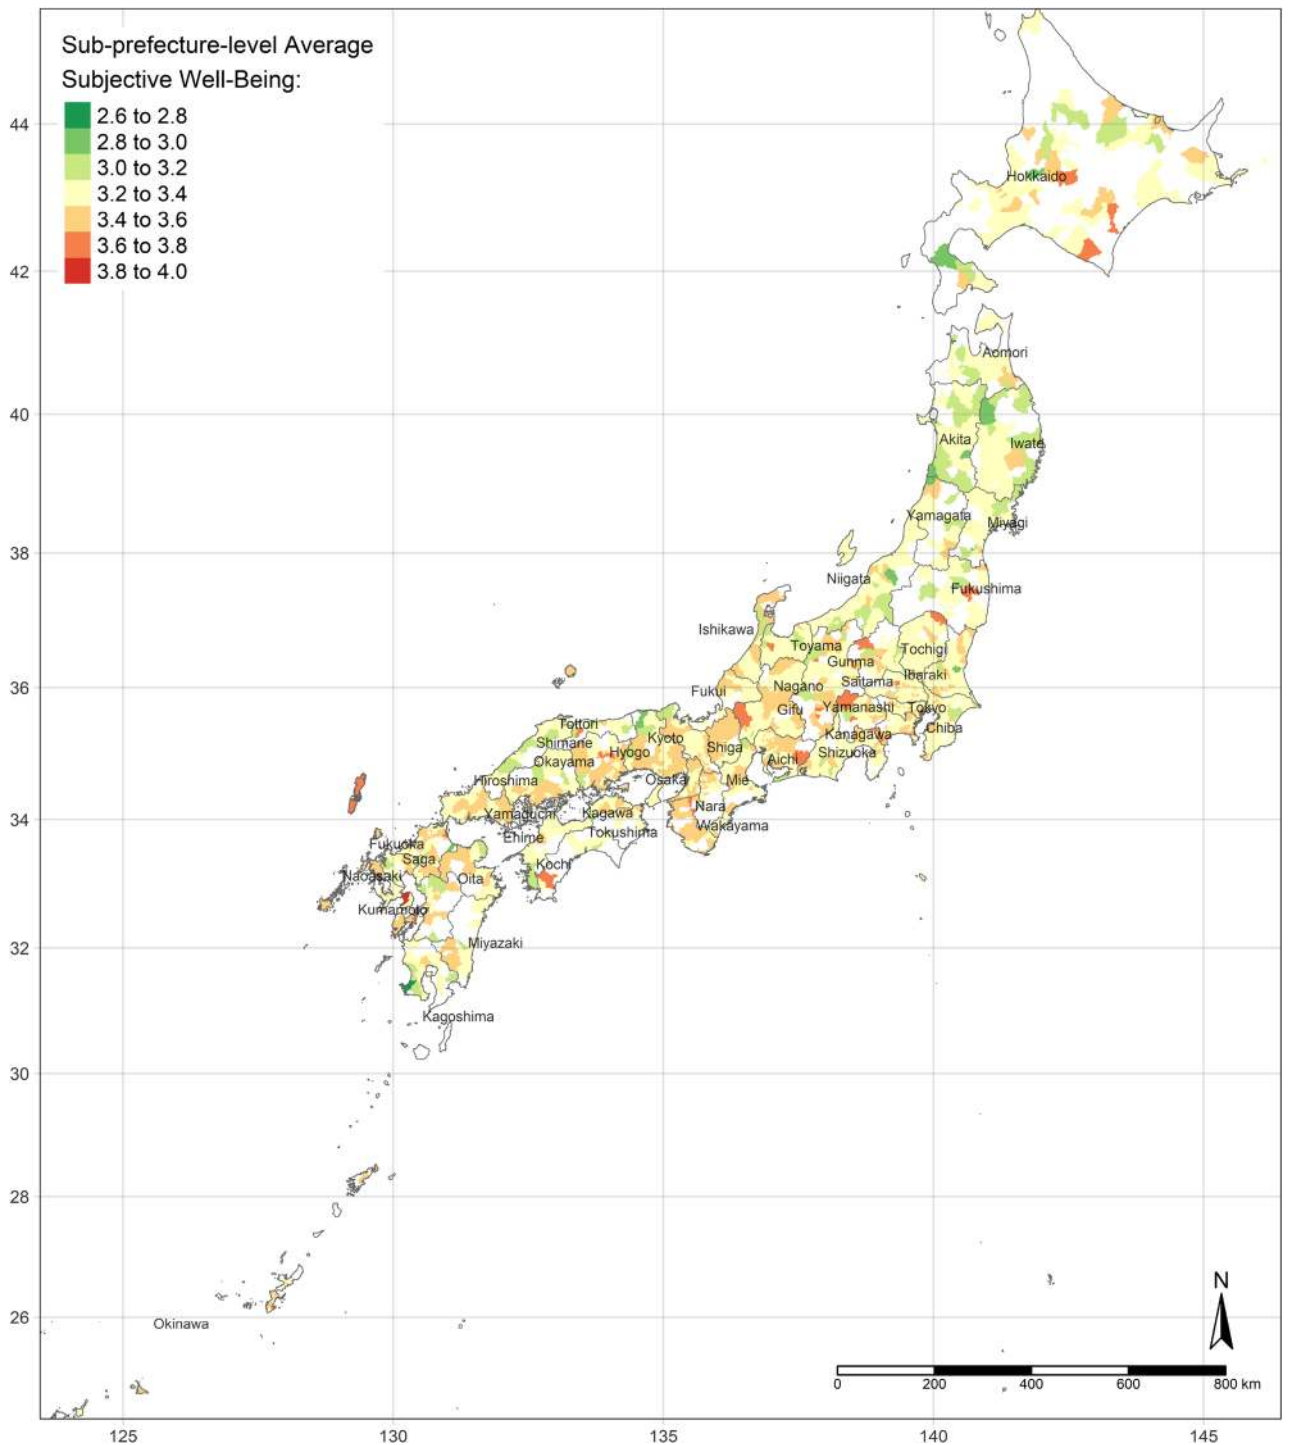 Sub-prefecture-level Average
Subjective Well-Being:
2.6 to 2.8
2.8 to 3.0
3.0 to 3.2
3.2 to 3.4
3.4 to 3.6
3.6 to 3.8
3.8 to 4.0
44
42
40
38
36
34
32
30
28
26
Hokkaido
Aomori
Akita
Iwate
Yamagata
Miyagi
Niigata
Fukushima
Ishikawa
Toyama
Tochigi
Gunma
Ibaraki
Saitama
Nagano
Fukui
Gifu
Yamanashi
Tokyo
Tottori
Chiba
Kyoto
Kanagawa
Shimane
Shiga
Hyogo
Shizuoka
Okayama
Aichi
Hiroshima
Osaka
Mie
Nara
Yamaguchi
Kagawa
Wakayama
Tokushima
Ehime
Fukuoka
Saga
Kochi
Nagasaki
Oita
Kumamoto
Miyazaki
Kagoshima
Okinawa
N
0 200 400 600 800 km
125 130 135 140 145